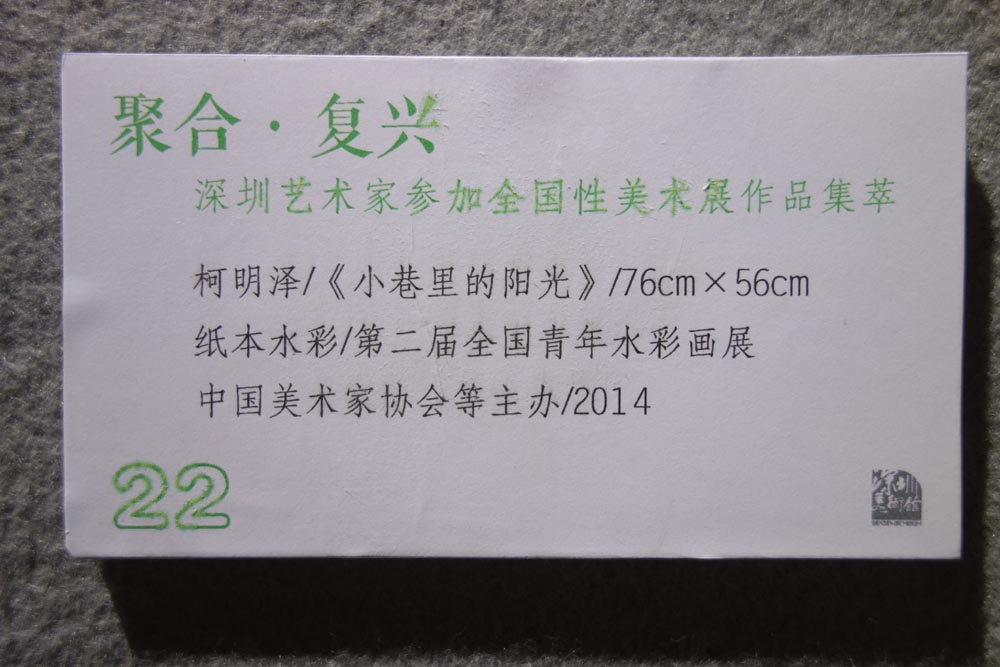 聚合·复兴
深圳艺术家参加全国性美术展作品集萃
柯明泽/《小巷里的阳光》/76cm×56cm
纸本水彩/第二届全国青年水彩画展
中国美术家协会等主办/2014
22